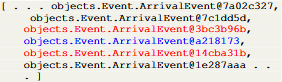 [ . . . objects.Event.ArrivalEvent@7a02c327,
objects.Event.ArrivalEvent@7c1dd5d,
objects.Event.ArrivalEvent@3bc3b96b,
objects.Event.ArrivalEvent@a218173,
objects.Event.ArrivalEvent@14cba31b,
objects.Event.ArrivalEvent@1e287aaa . .
. ]